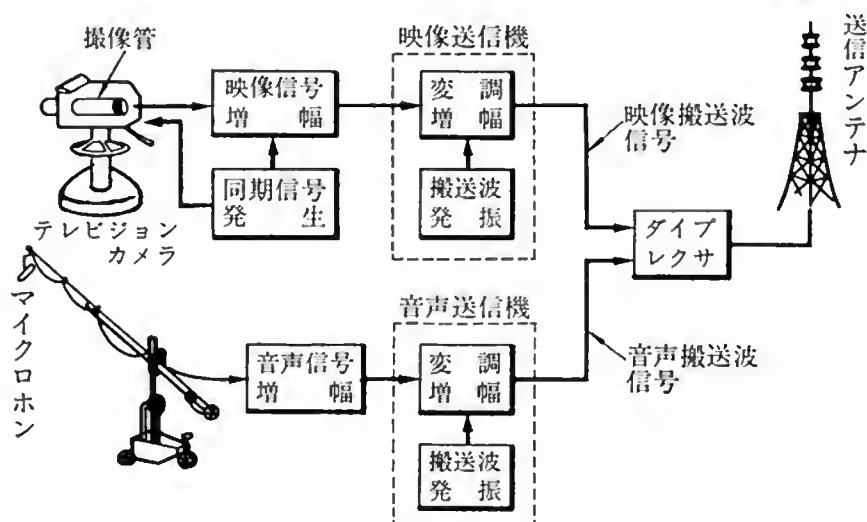 撮像管
映像信号
増幅
映像送信機
変調
増幅
送信アンテナ
映像搬送波
信号
同期信号
発生
搬送波
発振
テレビジョン
カメラ
ダイプ
レクサ
マイクロホン
音声送信機
音声信号
増幅
変調
増幅
音声搬送波
信号
搬送波
発振